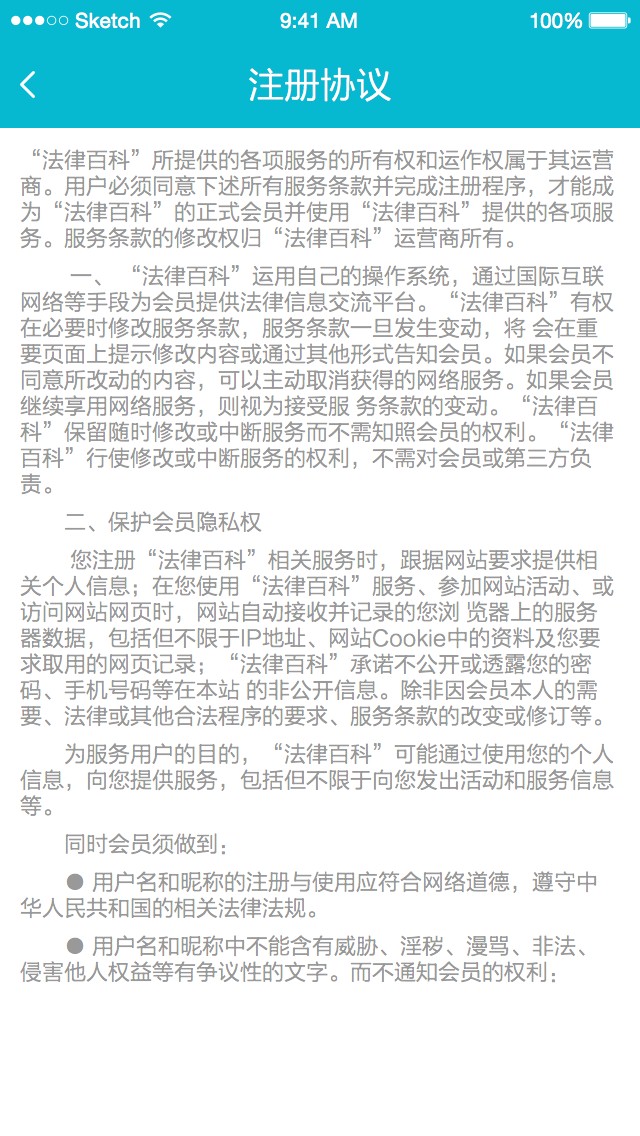 Sketch 9:41 AM 100%
注册协议
“法律百科”所提供的各项服务的所有权和运作权属于其运营
商。用户必须同意下述所有服务条款并完成注册程序，才能成
为“法律百科”的正式会员并使用“法律百科”提供的各项服
务。服务条款的修改权归“法律百科”运营商所有。
一、 “法律百科”运用自己的操作系统，通过国际互联
网络等手段为会员提供法律信息交流平台。“法律百科”有权
在必要时修改服务条款，服务条款一旦发生变动，将 会在重
要页面上提示修改内容或通过其他形式告知会员。如果会员不
同意所改动的内容，可以主动取消获得的网络服务。如果会员
继续享用网络服务，则视为接受服 务条款的变动。“法律百
科”保留随时修改或中断服务而不需知照会员的权利。“法律
百科”行使修改或中断服务的权利，不需对会员或第三方负
责。
二、保护会员隐私权
您注册“法律百科”相关服务时，跟据网站要求提供相
关个人信息；在您使用“法律百科”服务、参加网站活动、或
访问网站网页时，网站自动接收并记录的您浏 览器上的服务
器数据，包括但不限于IP地址、网站Cookie中的资料及您要
求取用的网页记录；“法律百科”承诺不公开或透露您的密
码、手机号码等在本站 的非公开信息。除非因会员本人的需
要、法律或其他合法程序的要求、服务条款的改变或修订等。
为服务用户的目的，“法律百科”可能通过使用您的个人
信息，向您提供服务，包括但不限于向您发出活动和服务信息
等。
同时会员须做到：
● 用户名和昵称的注册与使用应符合网络道德，遵守中
华人民共和国的相关法律法规。
● 用户名和昵称中不能含有威胁、淫秽、漫骂、非法、
侵害他人权益等有争议性的文字。而不通知会员的权利：